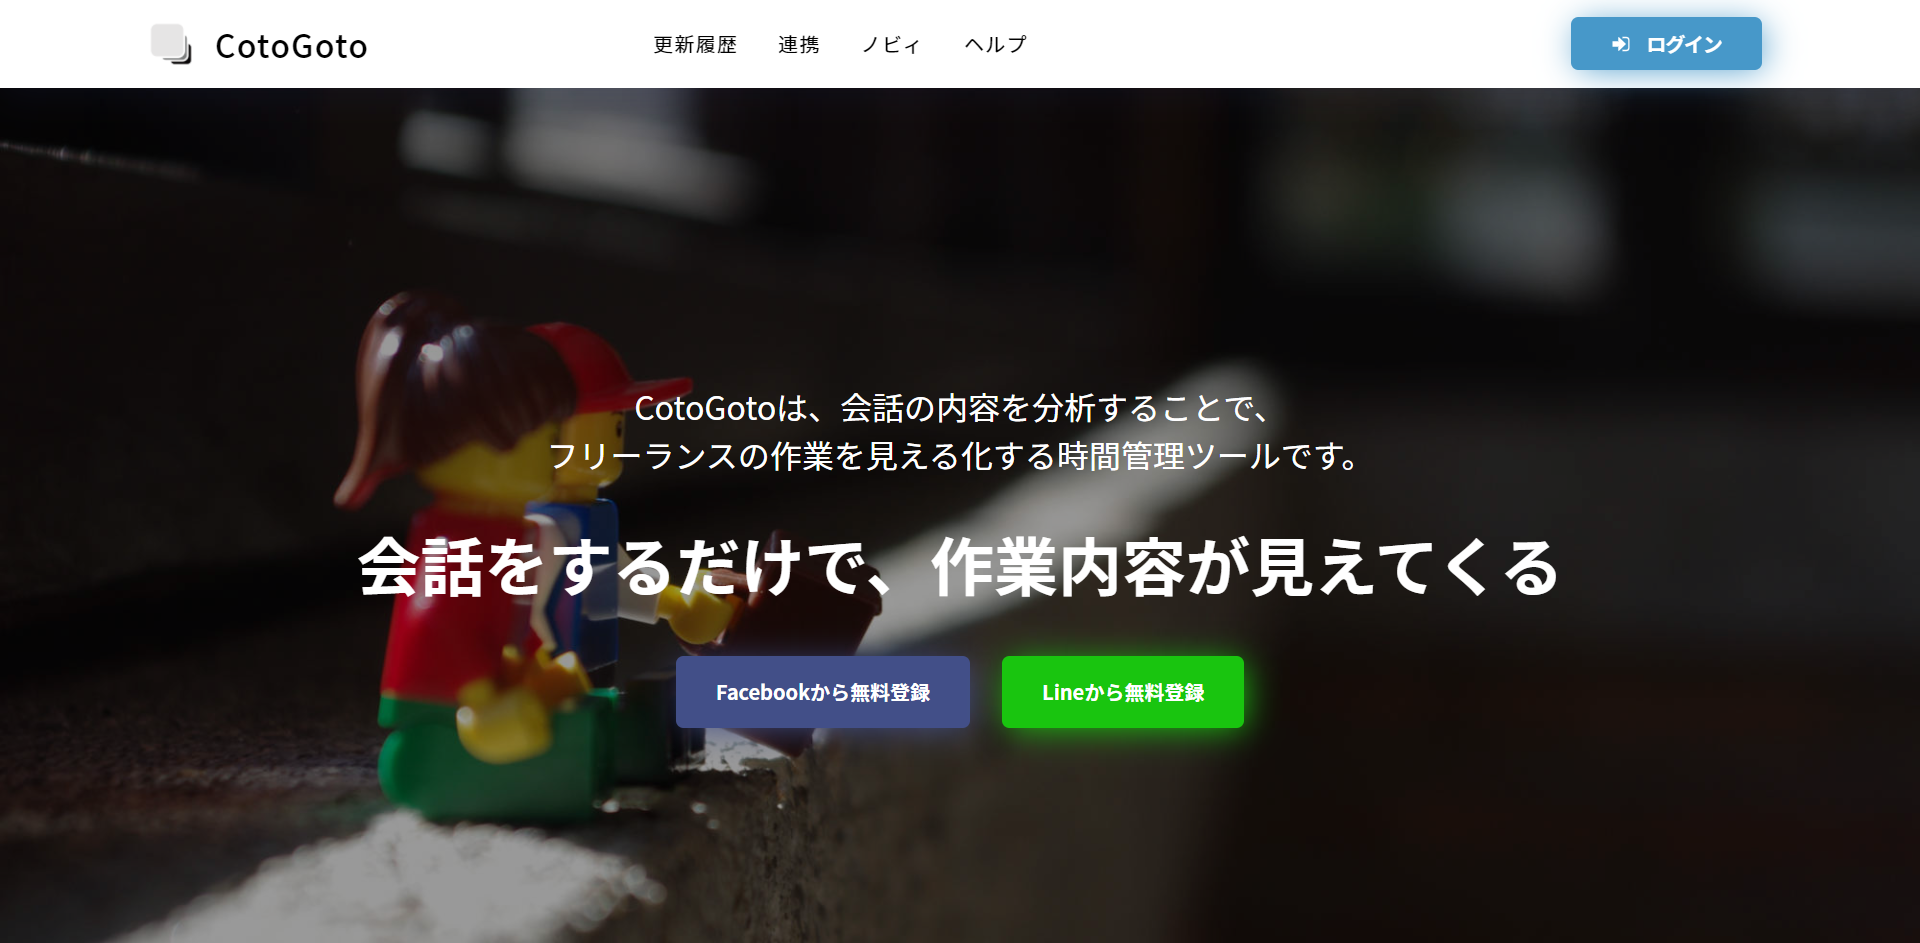 CotoGoto
更新履歴
連携
ノビィ
ヘルプ
ログイン
CotoGotoは、会話の内容を分析することで、
フリーランスの作業を見える化する時間管理ツールです。
会話をするだけで、作業内容が見えてくる
Facebookから無料登録
Lineから無料登録